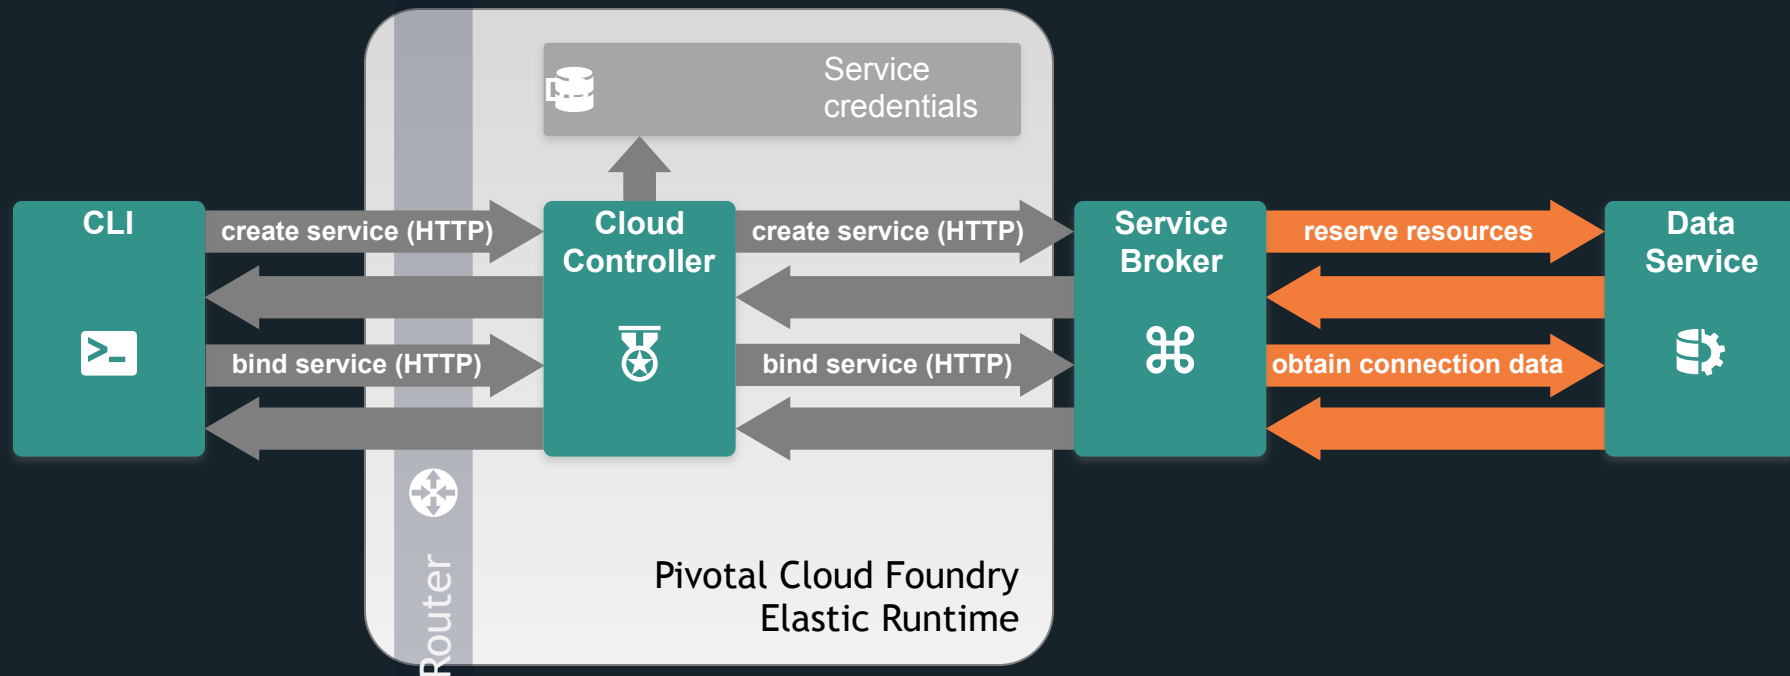 Service
credentials
CLI
create service (HTTP)
Cloud
Controller
create service (HTTP)
Service
Broker
reserve resources
Data
Service
bind service (HTTP)
bind service (HTTP)
obtain connection data
Router
Pivotal Cloud Foundry
Elastic Runtime